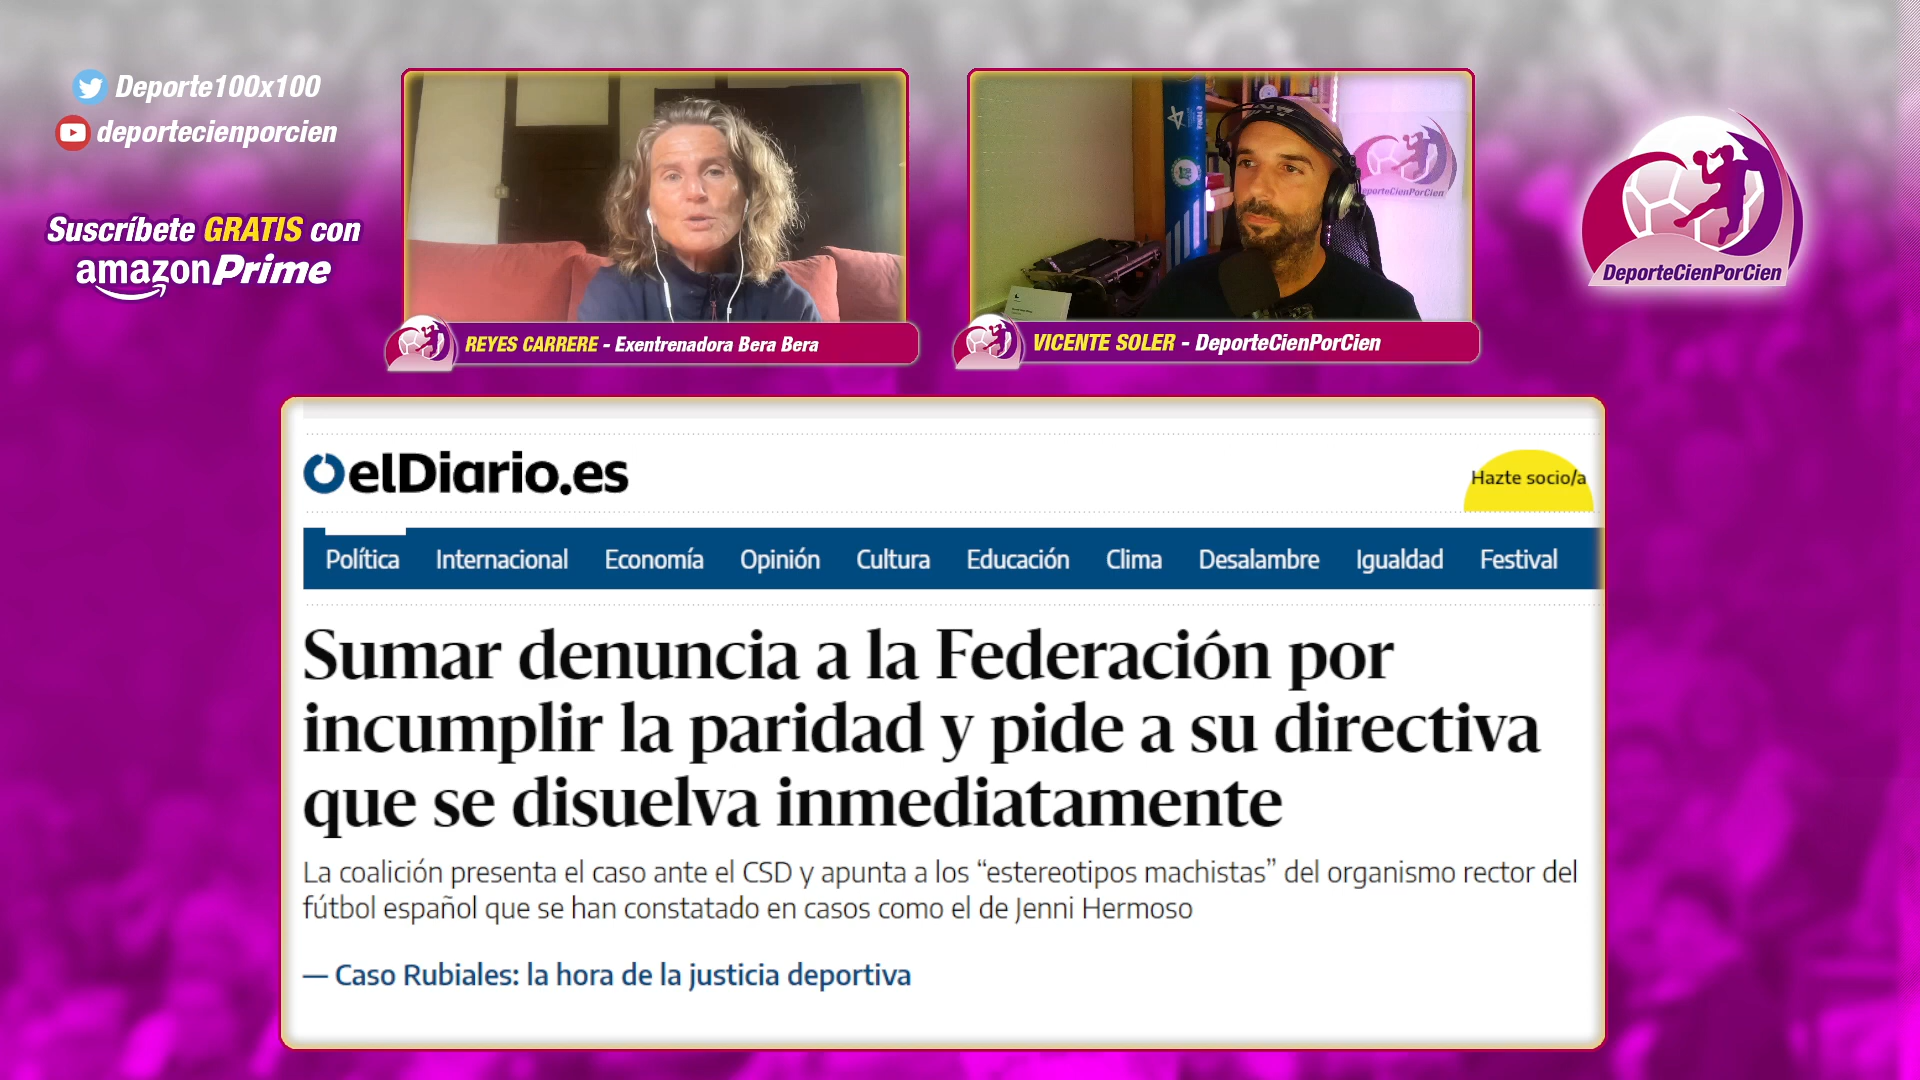 Deporte100x100
deportecienporcien
Suscríbete GRATIS con
amazonPrime
REYES CARRERE - Exentrenadora Bera Bera
VICENTE SOLER - DeporteCienPorCien
DeporteCienPorCien
DeporteCienPorCien
elDiario.es
Hazte socio/a
Política Internacional Economía Opinión Cultura Educación Clima Desalambre Igualdad Festival
Sumar denuncia a la Federación por
incumplir la paridad y pide a su directiva
que se disuelva inmediatamente
La coalición presenta el caso ante el CSD y apunta a los “estereotipos machistas” del organismo rector del
fútbol español que se han constatado en casos como el de Jenni Hermoso
— Caso Rubiales: la hora de la justicia deportiva